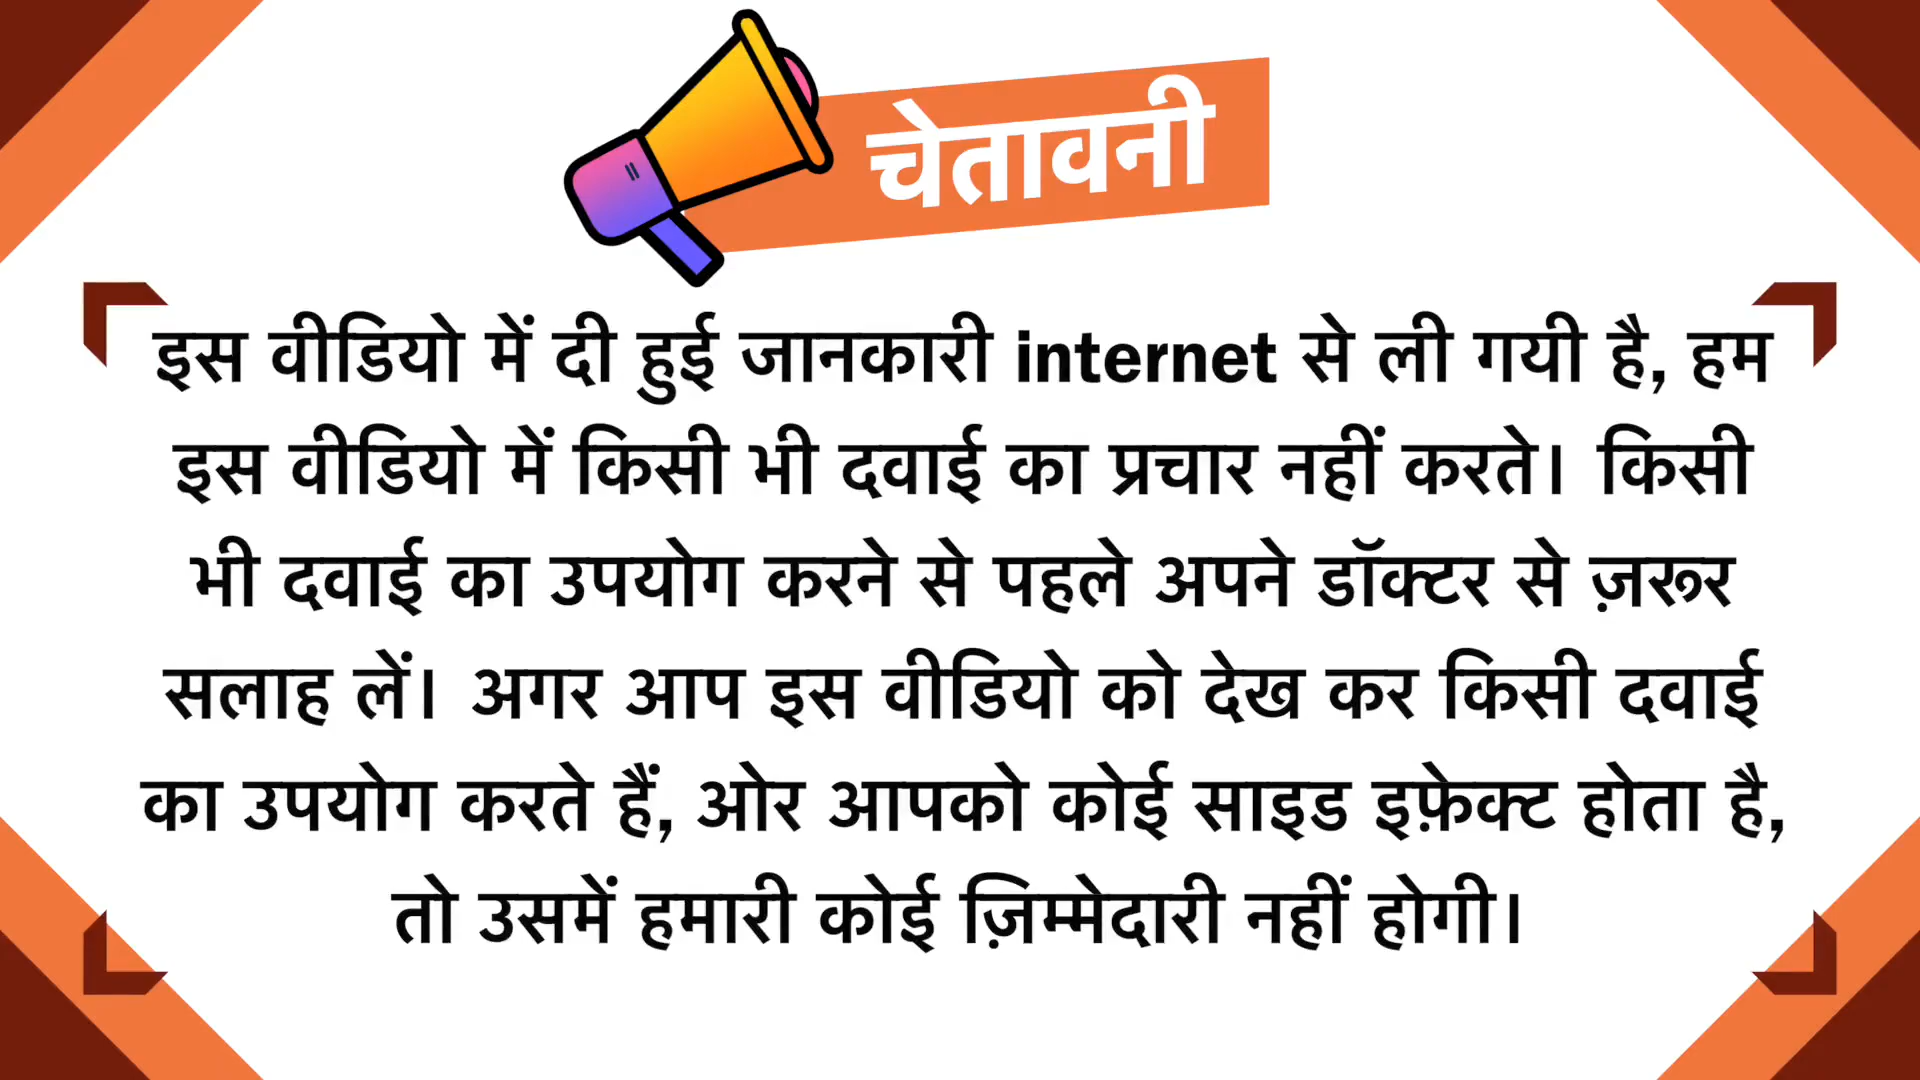 चेतावनी
इस वीडियो में दी हुई जानकारी internet से ली गयी है, हम
इस वीडियो में किसी भी दवाई का प्रचार नहीं करते। किसी
भी दवाई का उपयोग करने से पहले अपने डॉक्टर से ज़रूर
सलाह लें। अगर आप इस वीडियो को देख कर किसी दवाई
का उपयोग करते हैं, ओर आपको कोई साइड इफ़ेक्ट होता है,
तो उसमें हमारी कोई ज़िम्मेदारी नहीं होगी।